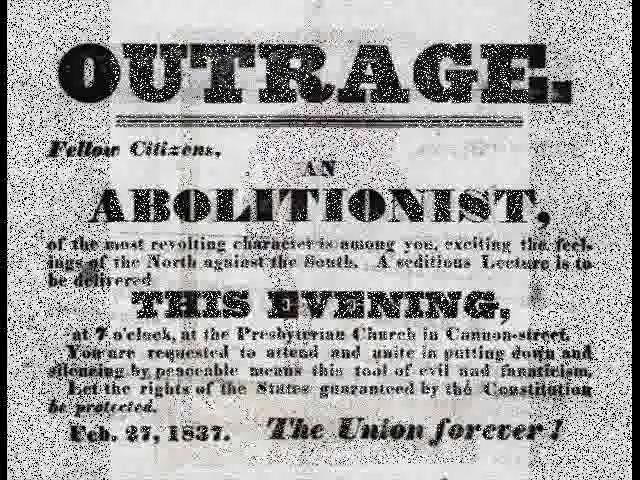 OUTRAGE.
Fellow Citizens,
AN
ABOLITIONIST,
of the most revolting character is among you, exciting the feel-
ings of the North against the South. A seditious Lecture is to
be delivered
THIS EVENING,
at 7 o'clock, at the Presbyterian Church in Cannon-street.
You are requested to attend and unite in putting down and
silencing by peaceable means this tool of evil and fanaticism.
Let the rights of the States guaranteed by the Constitution
be protected.
Feb. 27, 1837. The Union forever!